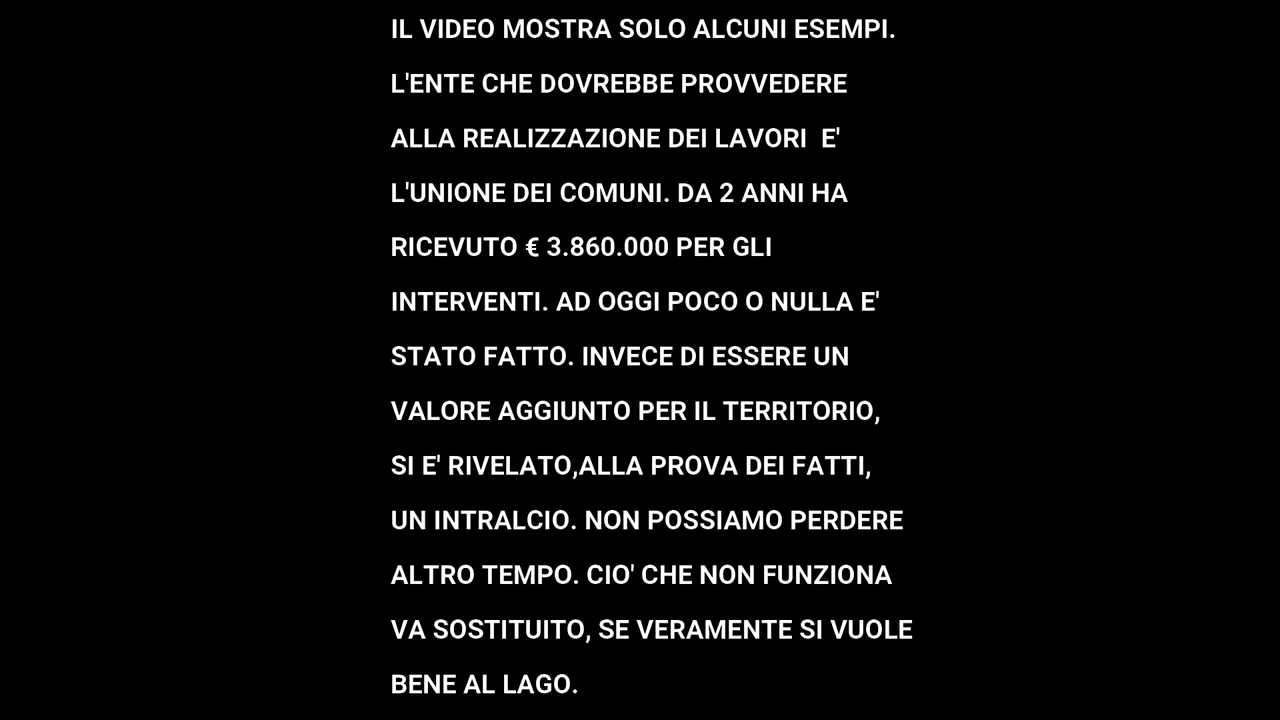 IL VIDEO MOSTRA SOLO ALCUNI ESEMPI.
L'ENTE CHE DOVREBBE PROVVEDERE
ALLA REALIZZAZIONE DEI LAVORI  E'
L'UNIONE DEI COMUNI. DA 2 ANNI HA
RICEVUTO € 3.860.000 PER GLI
INTERVENTI. AD OGGI POCO O NULLA E'
STATO FATTO. INVECE DI ESSERE UN
VALORE AGGIUNTO PER IL TERRITORIO,
SI E' RIVELATO,ALLA PROVA DEI FATTI,
UN INTRALCIO. NON POSSIAMO PERDERE
ALTRO TEMPO. CIO' CHE NON FUNZIONA
VA SOSTITUITO, SE VERAMENTE SI VUOLE
BENE AL LAGO.